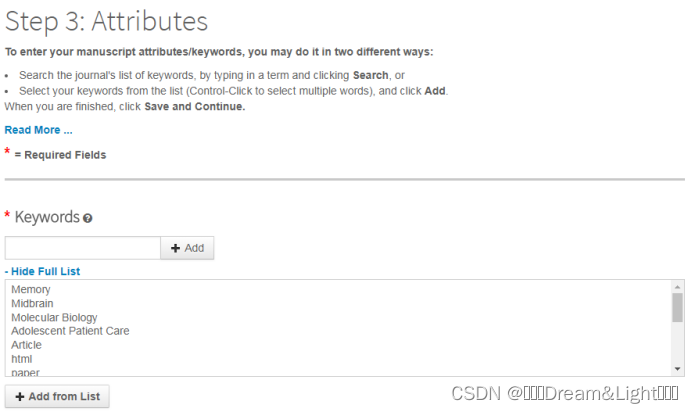 Step 3: Attributes
To enter your manuscript attributes/keywords, you may do it in two different ways:
• Search the journal's list of keywords, by typing in a term and clicking Search, or
• Select your keywords from the list (Control-Click to select multiple words), and click Add.
When you are finished, click Save and Continue.
Read More ...
* = Required Fields
* Keywords
+ Add
- Hide Full List
Memory
Midbrain
Molecular Biology
Adolescent Patient Care
Article
html
paper
+ Add from List
CSDN @□□□Dream&Light□□□